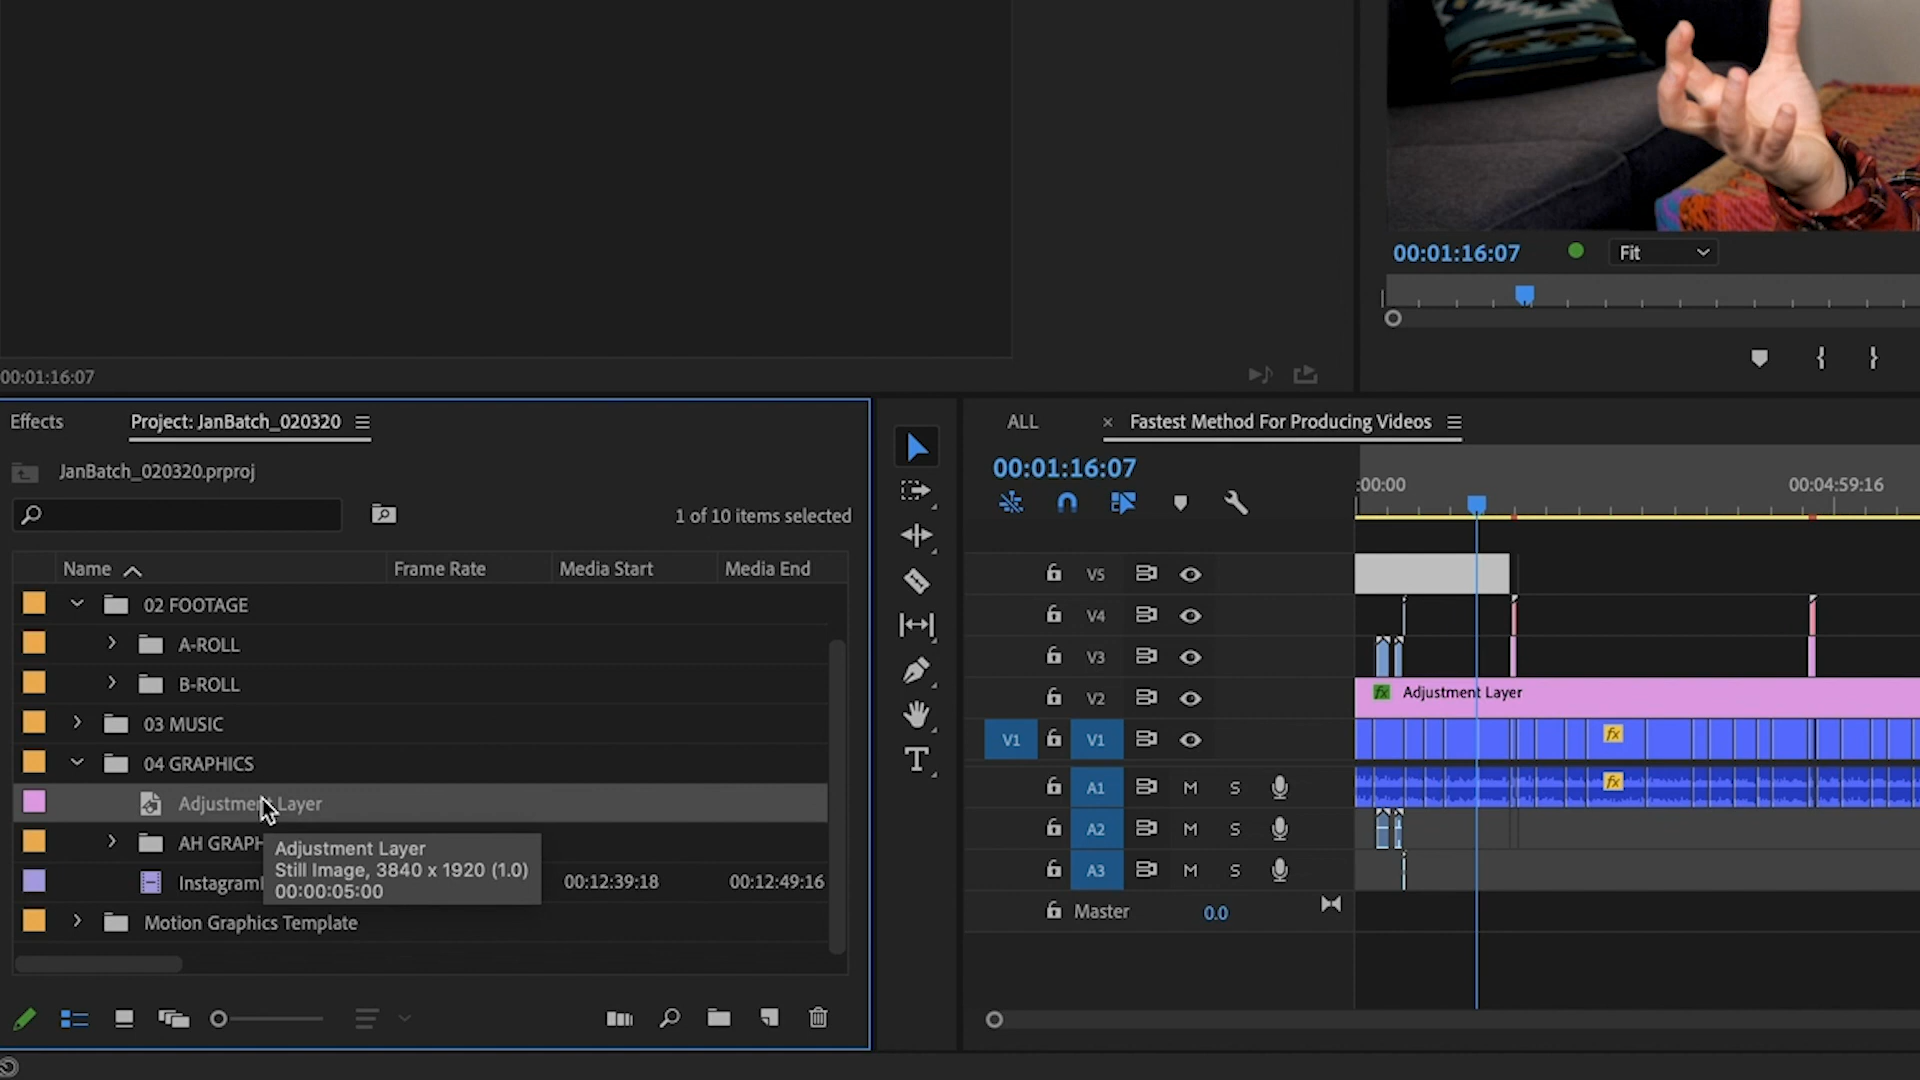 00:01:16:07
Fit
00:01:16:07
Effects
Project: JanBatch_020320
JanBatch_020320.prproj
1 of 10 items selected
Name
Frame Rate
Media Start
Media End
02 FOOTAGE
A-ROLL
B-ROLL
03 MUSIC
04 GRAPHICS
Adjustment Layer
AH GRAPH
Adjustment Layer
Still Image, 3840 x 1920 (1.0)
00:00:05:00
Instagram
00:12:39:18
00:12:49:16
Motion Graphics Template
T
ALL
× Fastest Method For Producing Videos
00:01:16:07
:00:00
00:04:59:16
V5
V4
V3
V2
fx Adjustment Layer
V1 V1
fx
A1 M S
fx
A2 M S
A3 M S
Master 0.0